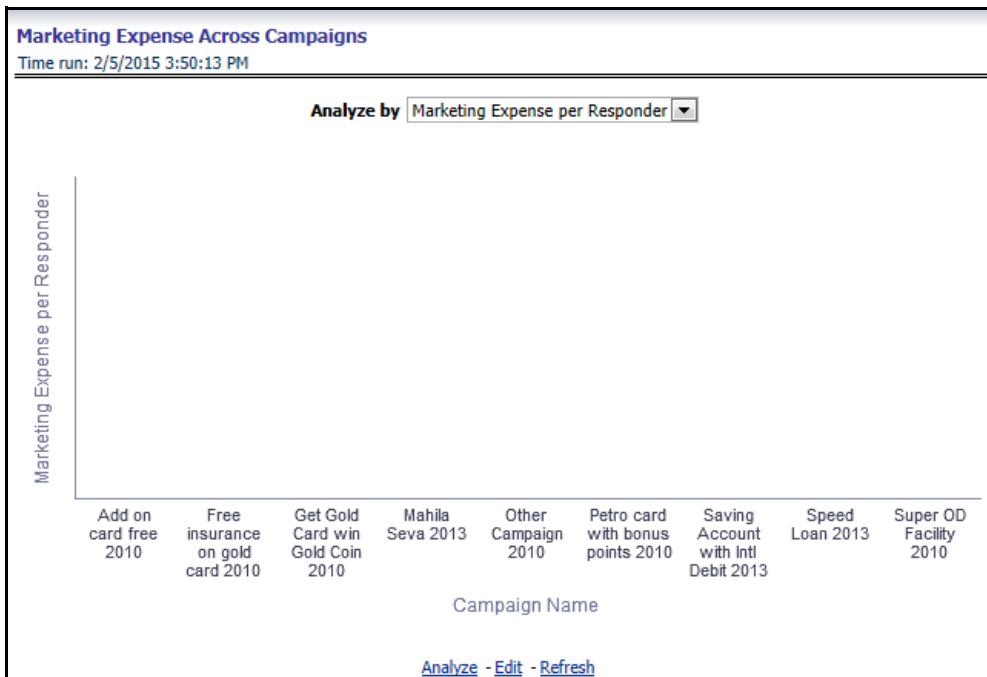 Marketing Expense Across Campaigns
Time run: 2/5/2015 3:50:13 PM
Analyze by Marketing Expense per Responder
Marketing Expense per Responder
Add on
card free
2010
Free
insurance
on gold
card 2010
Get Gold
Card win
Gold Coin
2010
Mahila
Seva 2013
Other
Campaign
2010
Petro card
with bonus
points 2010
Saving
Account
with Intl
Debit 2013
Speed
Loan 2013
Super OD
Facility
2010
Campaign Name
Analyze - Edit - Refresh